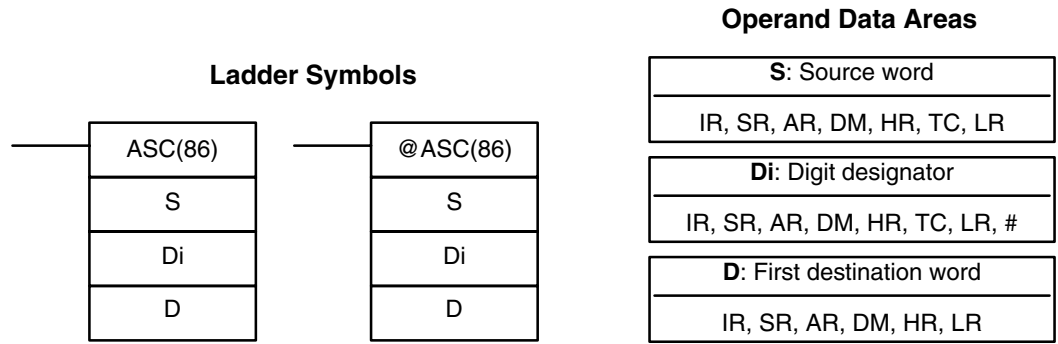 Ladder Symbols
ASC(86)
S
Di
D
@ASC(86)
S
Di
D
Operand Data Areas
S: Source word
IR, SR, AR, DM, HR, TC, LR
Di: Digit designator
IR, SR, AR, DM, HR, TC, LR, #
D: First destination word
IR, SR, AR, DM, HR, LR